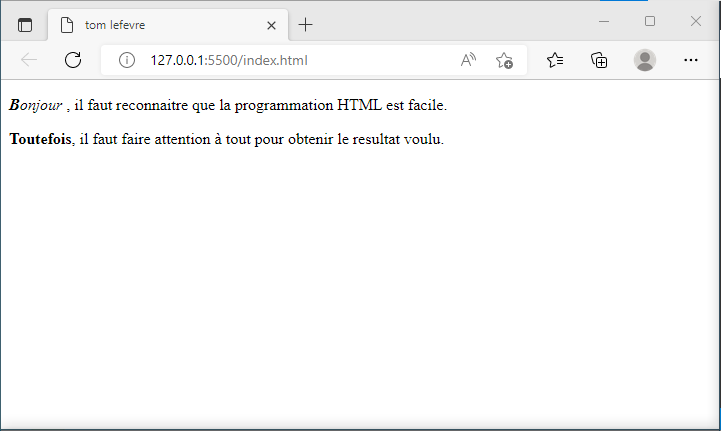 tom lefevre
127.0.0.1:5500/index.html
Bonjour , il faut reconnaitre que la programmation HTML est facile.
Toutefois, il faut faire attention à tout pour obtenir le resultat voulu.